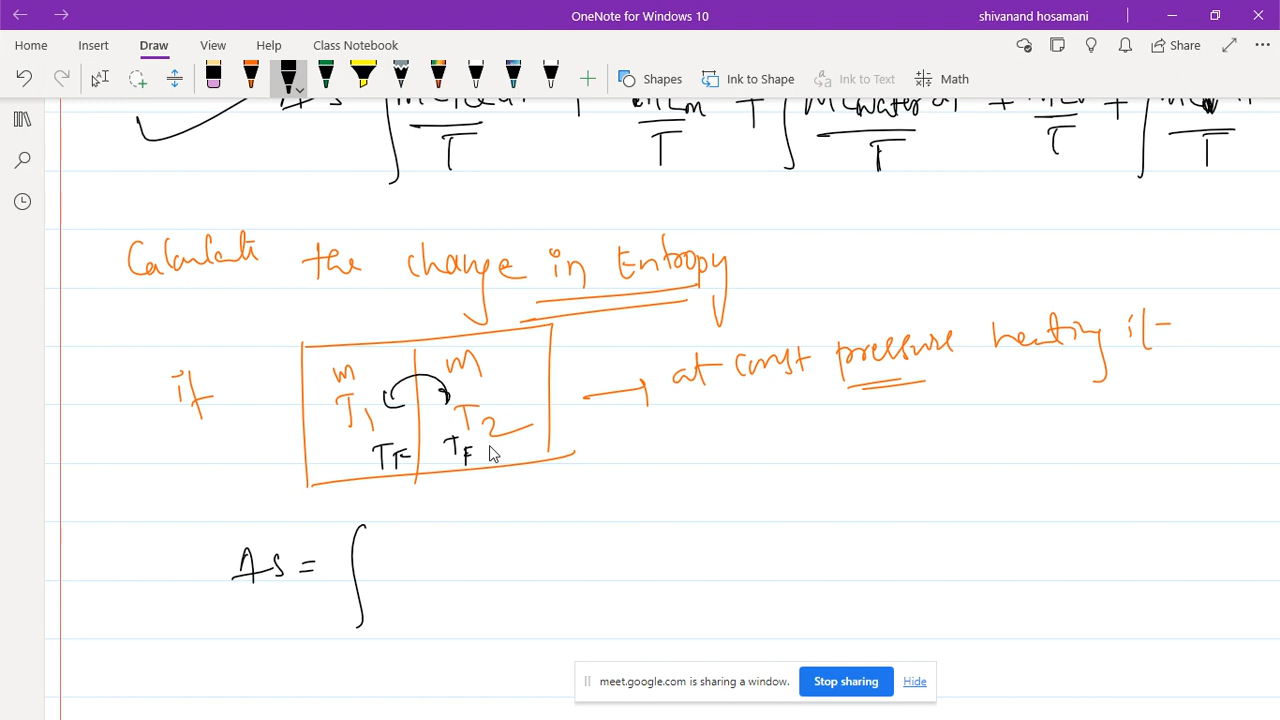 OneNote for Windows 10
shivanand hosamani
Home Insert Draw View Help Class Notebook
Share
Shapes Ink to Shape Ink to Text Math
T T T T T
Calculate the change in Entropy
if
m m
T1 T2
TF TF
at const pressure heating it
ΔS = ∫
meet.google.com is sharing a window. Stop sharing Hide